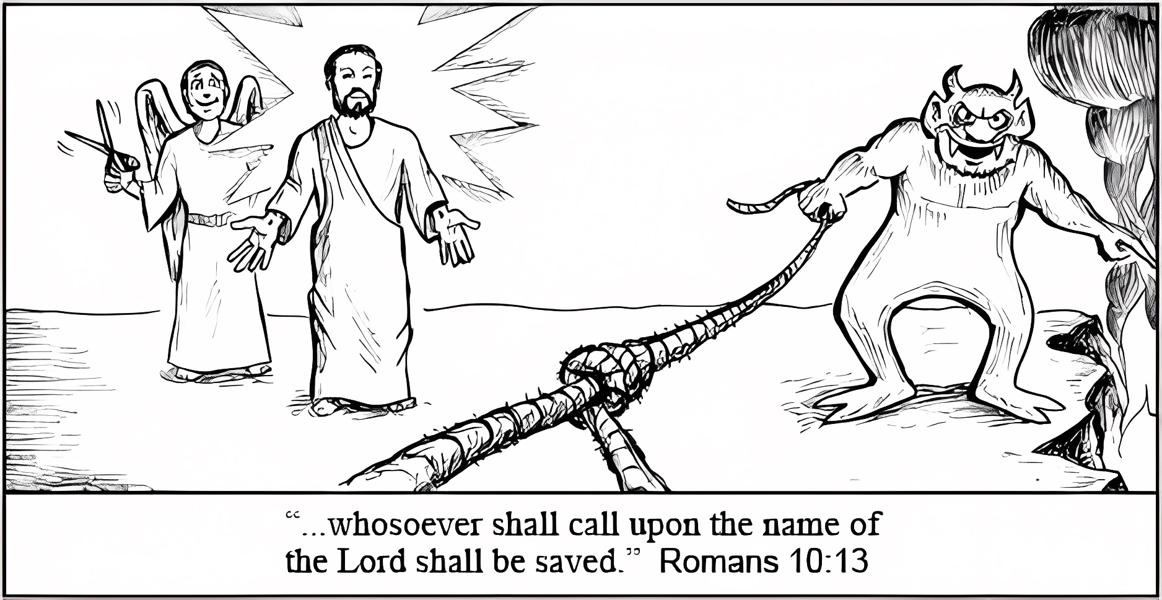 “...whosoever shall call upon the name of
the Lord shall be saved.” Romans 10:13